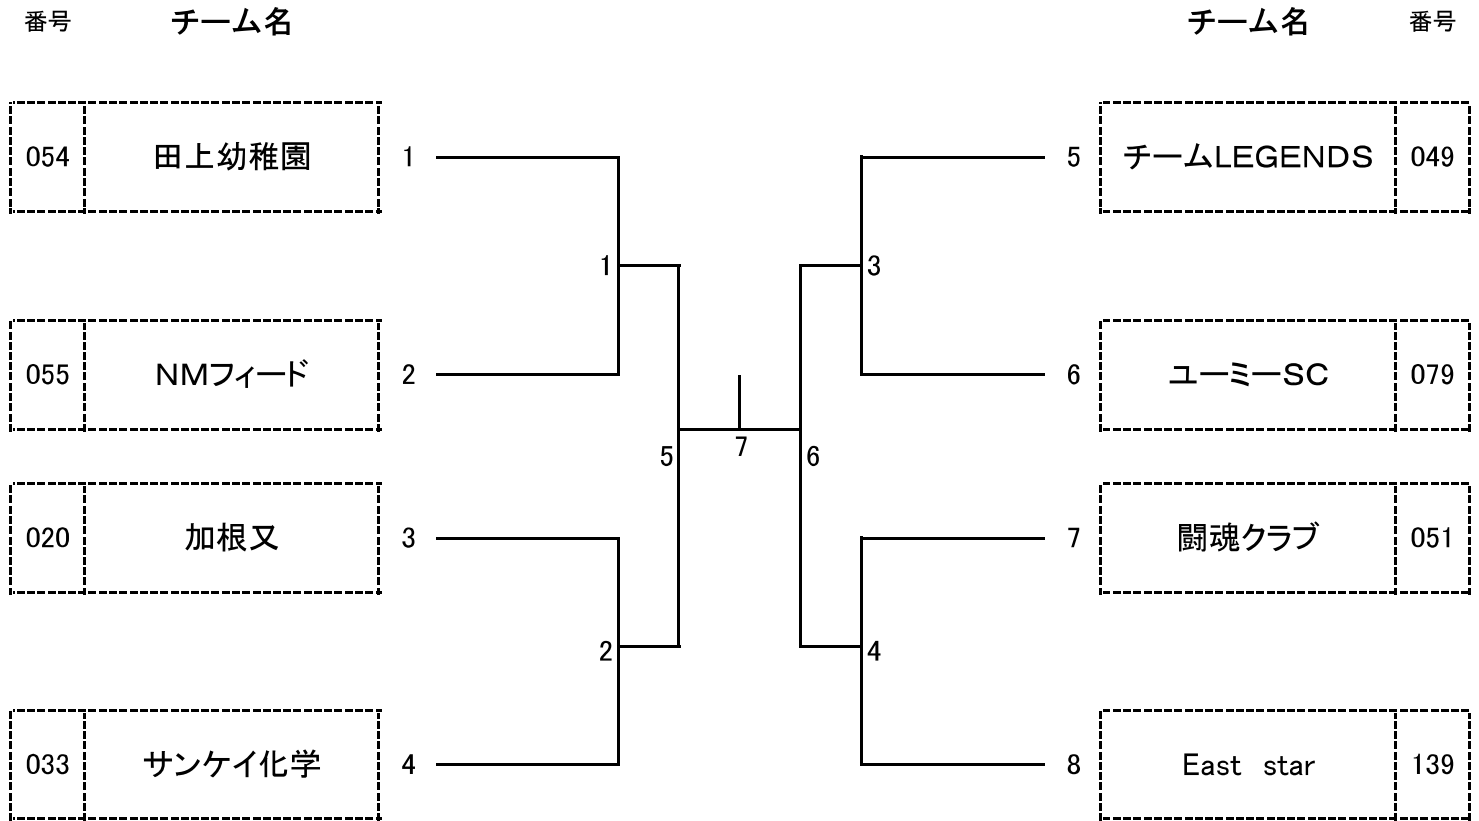 番号 チーム名 チーム名 番号
054 田上幼稚園 1 5 チームLEGENDS 049
1 3
055 NMフィード 2 6 ユーミーSC 079
5 7 6
020 加根又 3 7 闘魂クラブ 051
2 4
033 サンケイ化学 4 8 East star 139